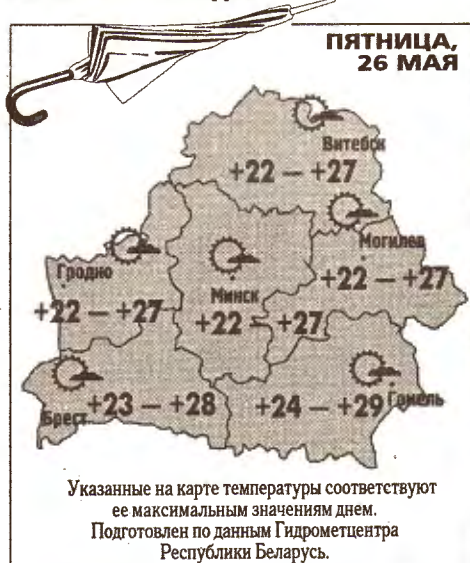 ПЯТНИЦА,
26 МАЯ
Витебск
+22 – +27
Могилев
+22 – +27
Гродно
+22 – +27
Минск
+22 – +27
Брест
+23 – +28
+24 – +29
Гомель
Указанные на карте температуры соответствуют
ее максимальным значениям днем.
Подготовлен по данным Гидрометцентра
Республики Беларусь.